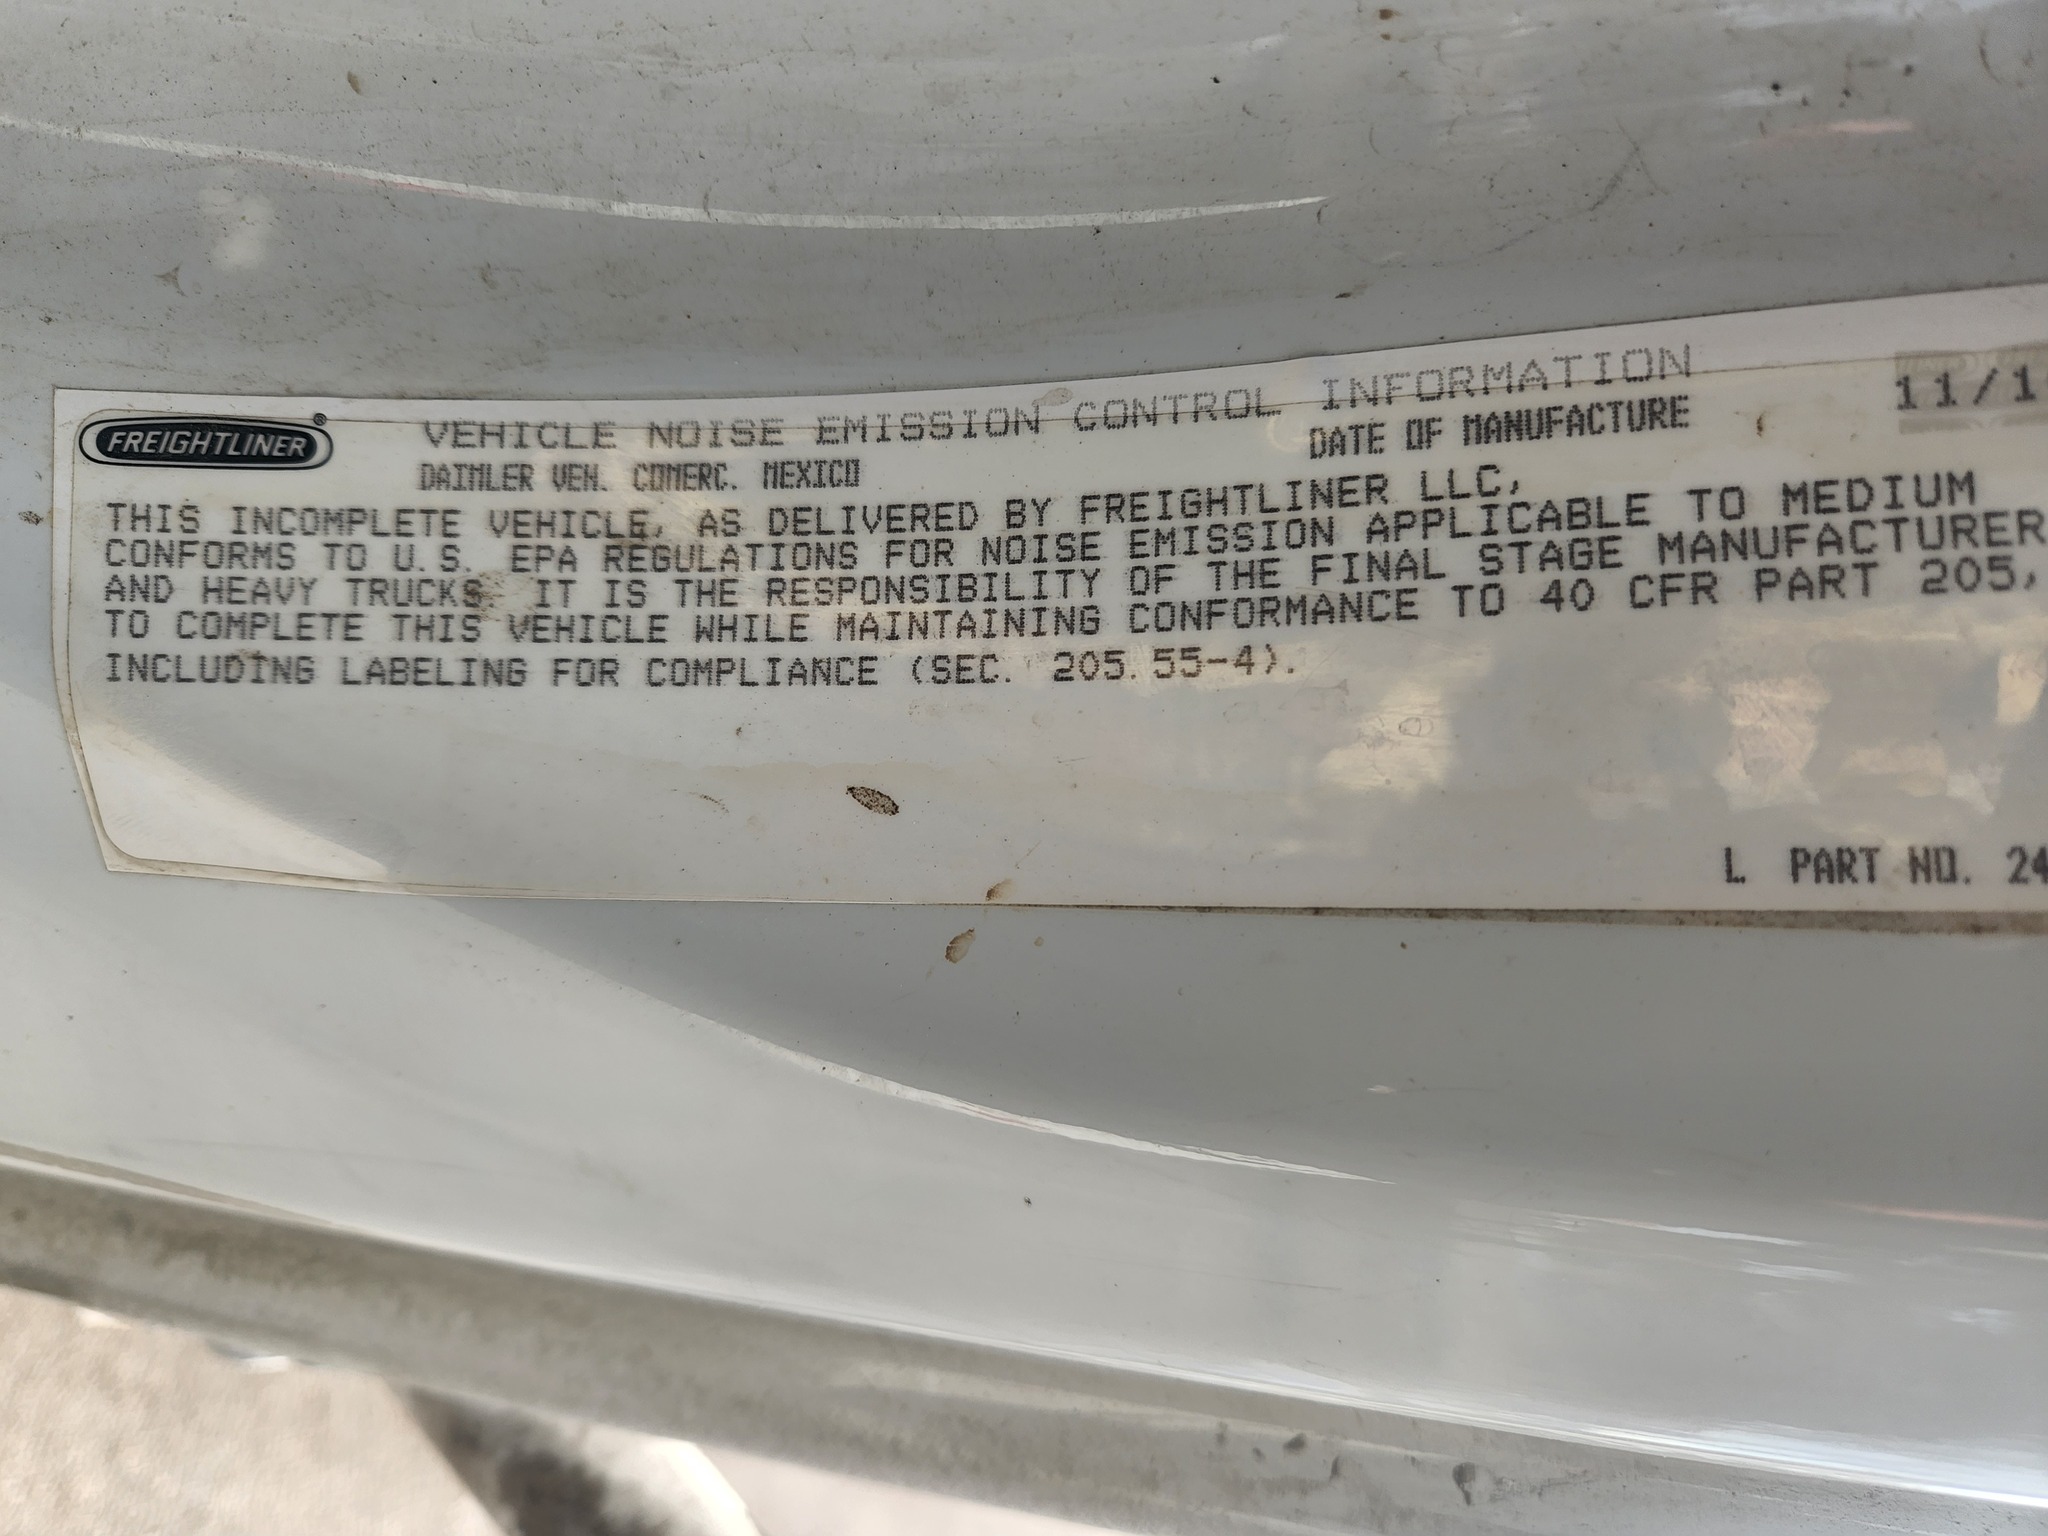 FREIGHTLINER®
VEHICLE NOISE EMISSION CONTROL INFORMATION
DAIMLER VEH. COMERC. MEXICO
DATE OF MANUFACTURE 11/1
THIS INCOMPLETE VEHICLE, AS DELIVERED BY FREIGHTLINER LLC,
CONFORMS TO U.S. EPA REGULATIONS FOR NOISE EMISSION APPLICABLE TO MEDIUM
AND HEAVY TRUCKS. IT IS THE RESPONSIBILITY OF THE FINAL STAGE MANUFACTURER
TO COMPLETE THIS VEHICLE WHILE MAINTAINING CONFORMANCE TO 40 CFR PART 205,
INCLUDING LABELING FOR COMPLIANCE (SEC. 205.55-4).
L PART NO. 24